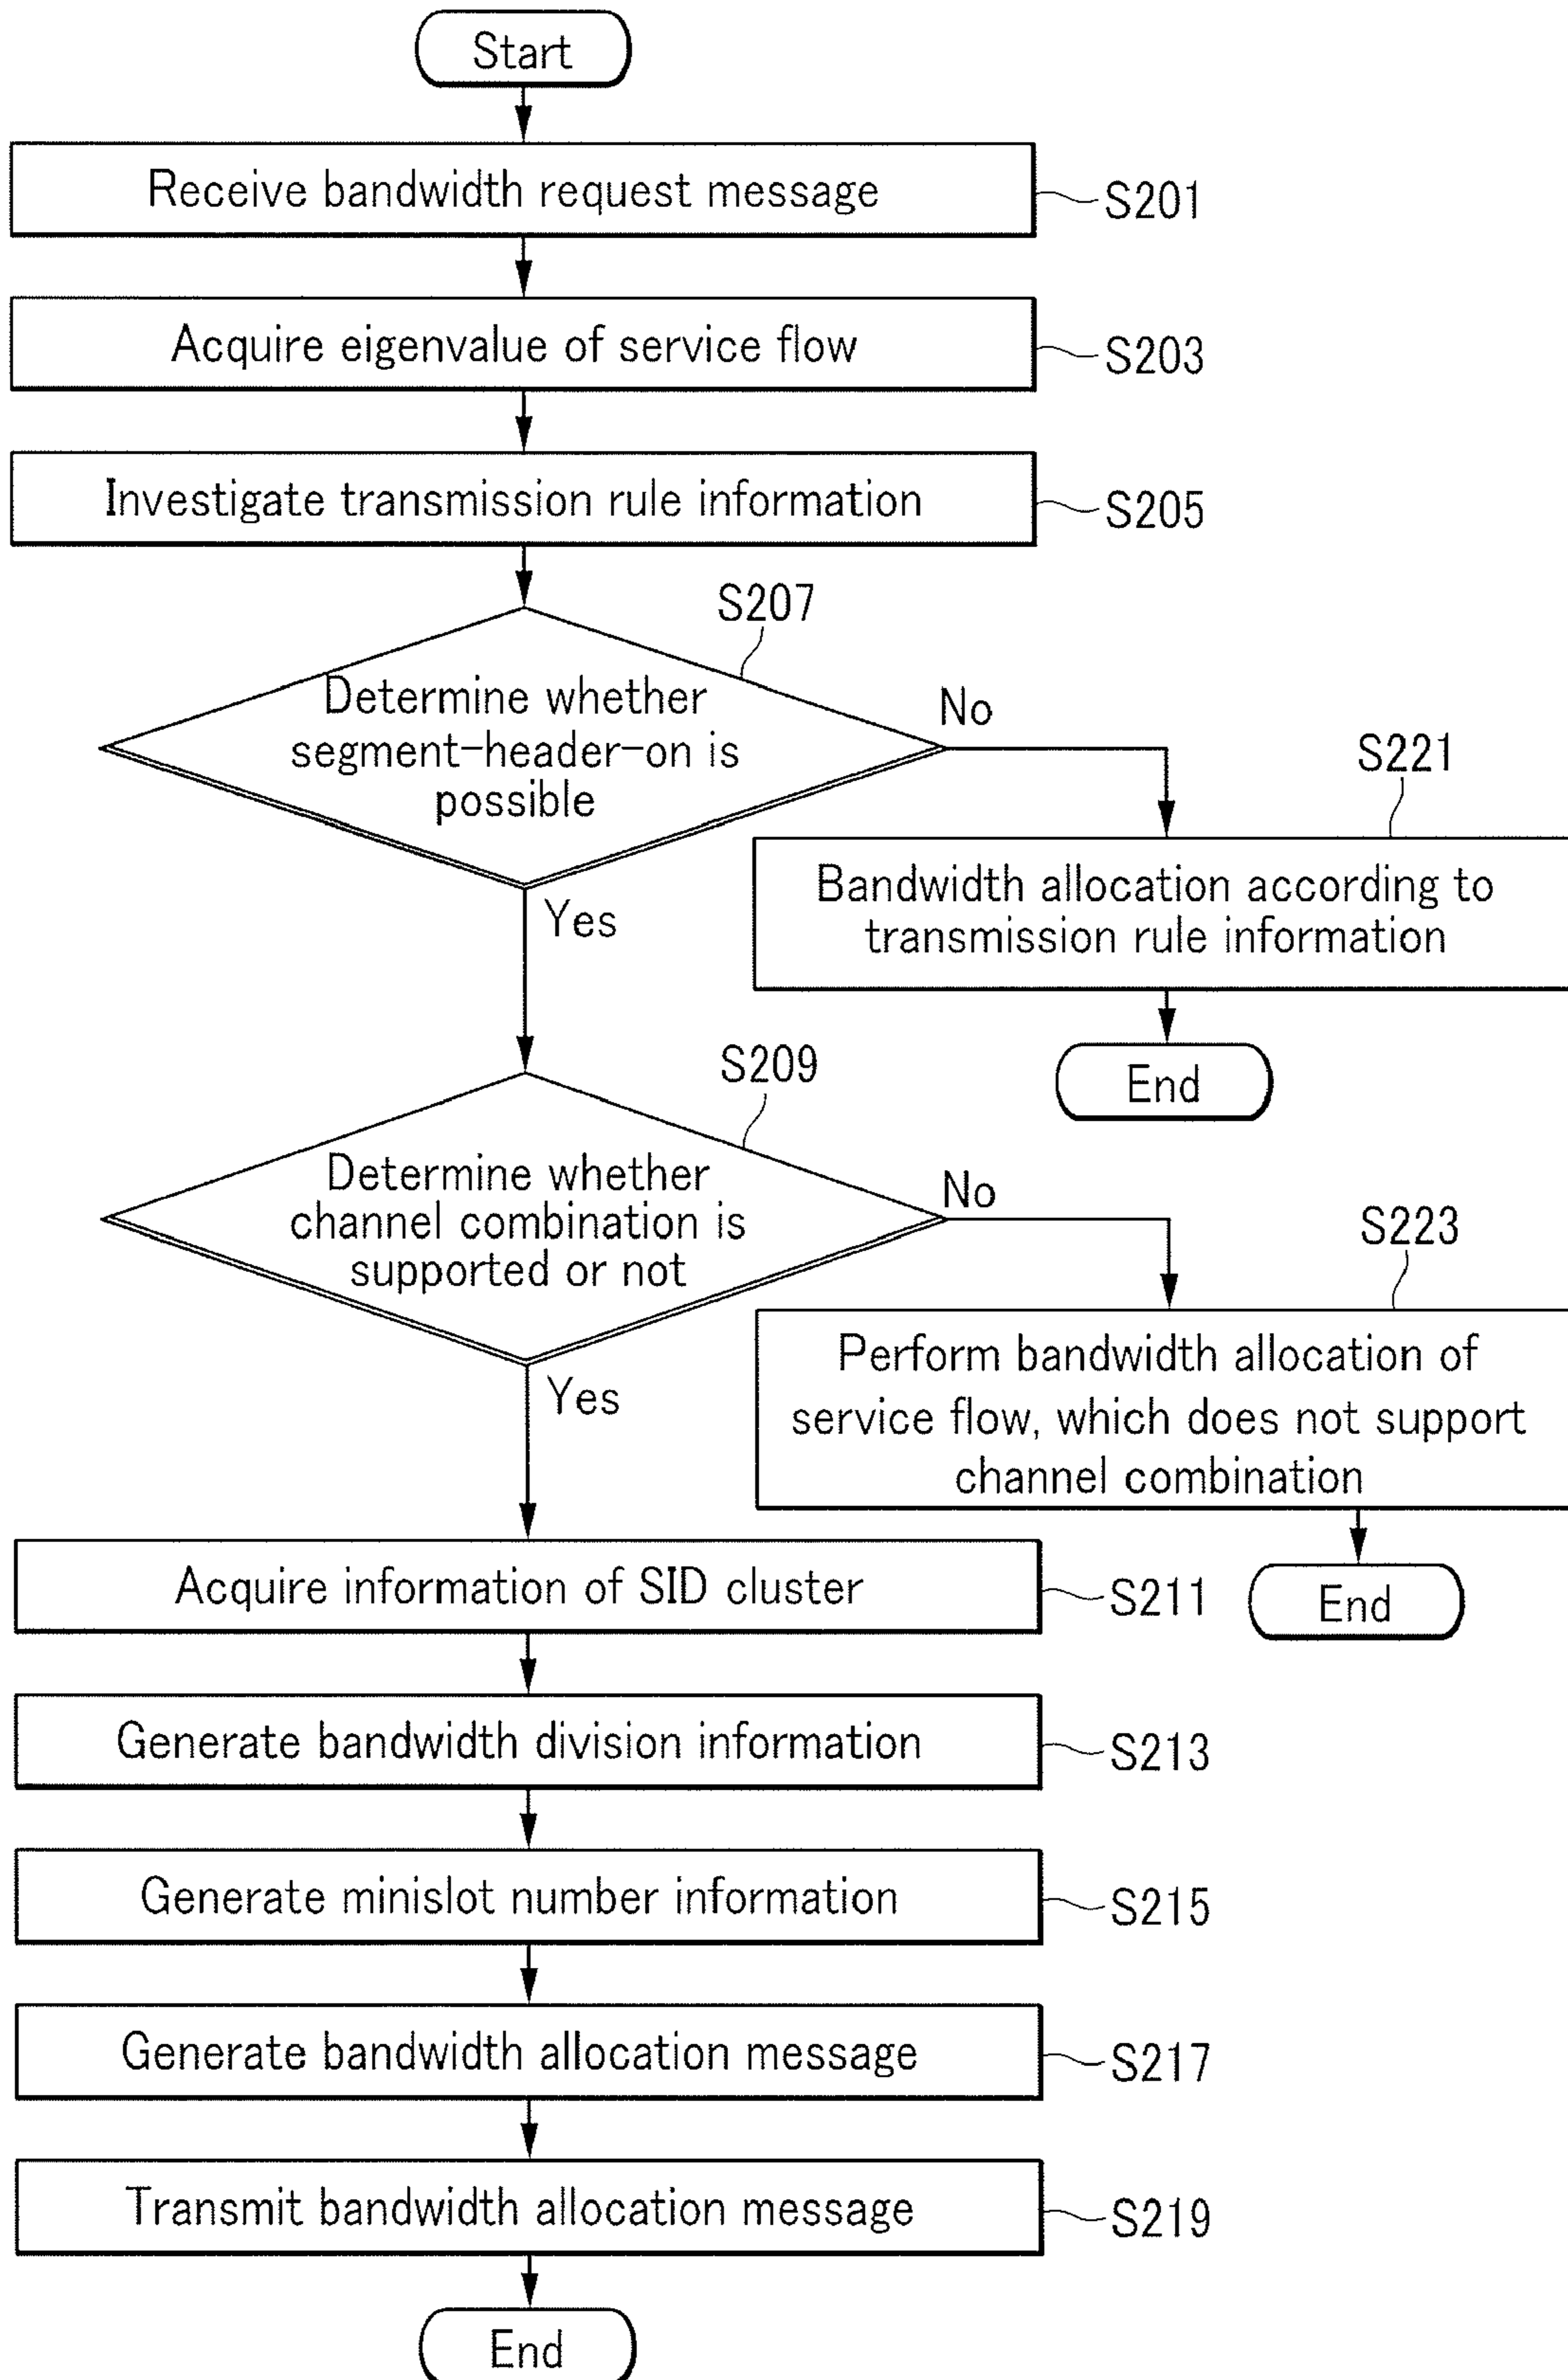 Start
Receive bandwidth request message
S201
Acquire eigenvalue of service flow
S203
Investigate transmission rule information
S205
S207
Determine whether
segment-header-on is
possible
No
Yes
S221
Bandwidth allocation according to
transmission rule information
End
S209
Determine whether
channel combination is
supported or not
No
Yes
S223
Perform bandwidth allocation of
service flow, which does not support
channel combination
End
Acquire information of SID cluster
S211
Generate bandwidth division information
S213
Generate minislot number information
S215
Generate bandwidth allocation message
S217
Transmit bandwidth allocation message
S219
End